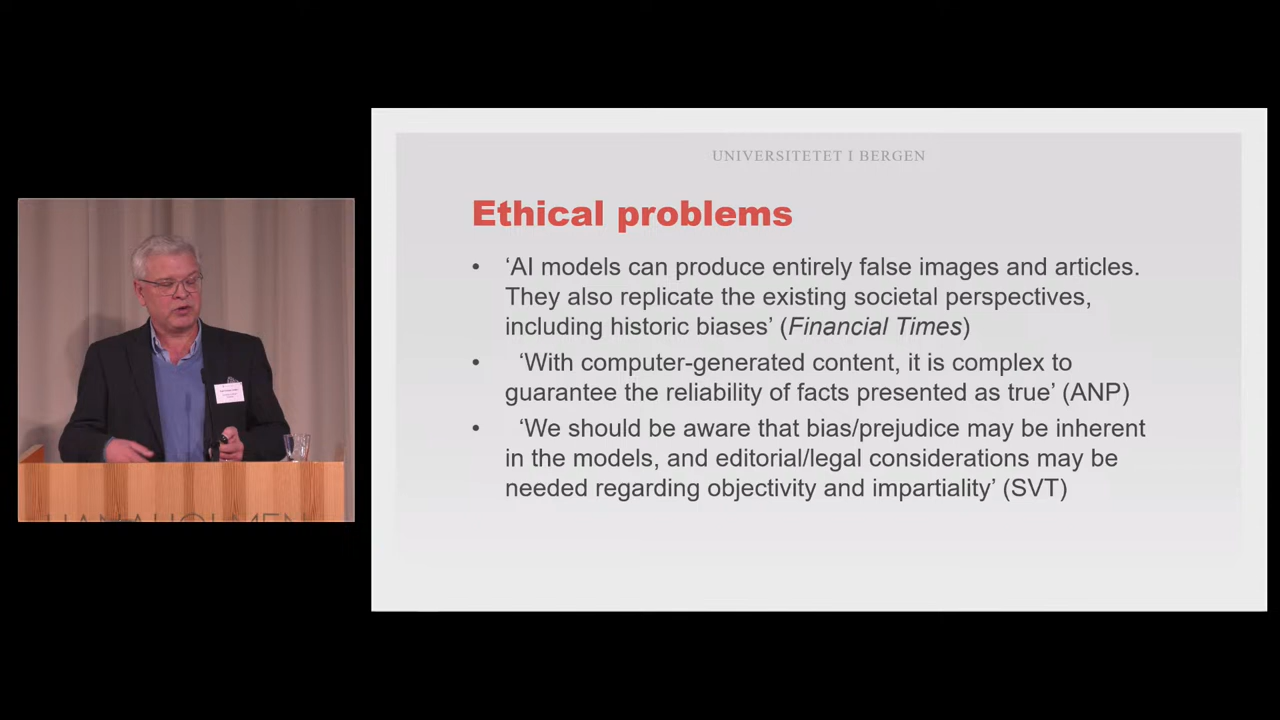 UNIVERSITETET I BERGEN
Ethical problems
• ‘AI models can produce entirely false images and articles.
They also replicate the existing societal perspectives,
including historic biases’ (Financial Times)
• ‘With computer-generated content, it is complex to
guarantee the reliability of facts presented as true’ (ANP)
• ‘We should be aware that bias/prejudice may be inherent
in the models, and editorial/legal considerations may be
needed regarding objectivity and impartiality’ (SVT)
HANAHOLMEN